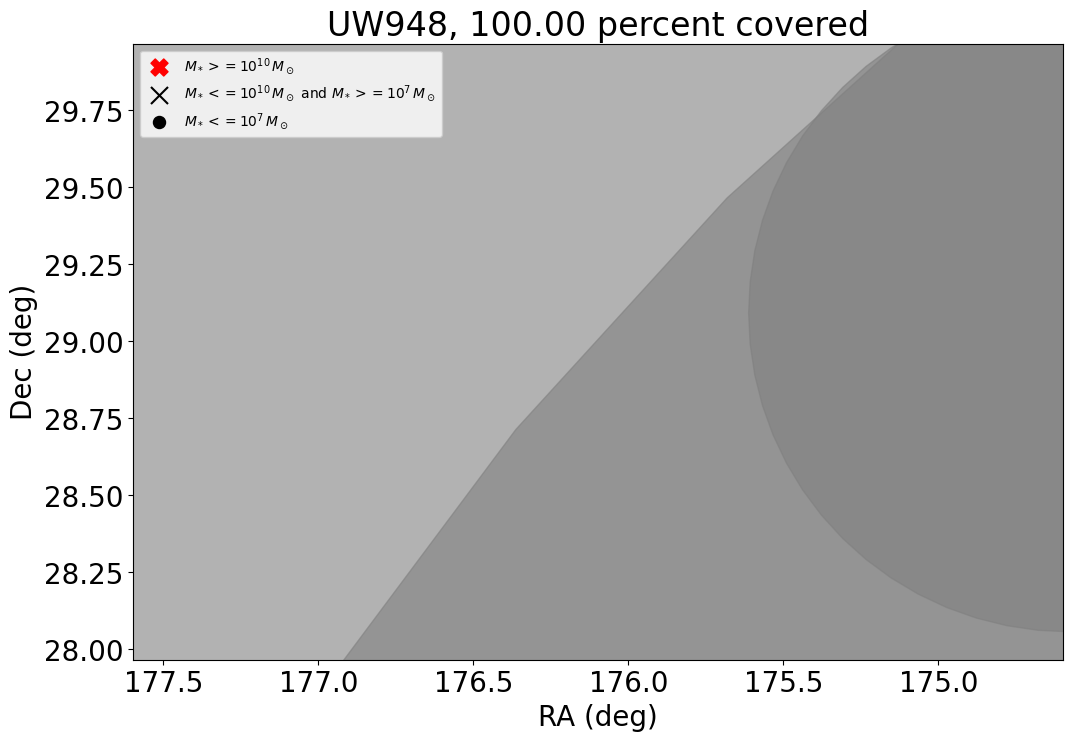 UW948, 100.00 percent covered
M* >= 10^10 M⊙
M* <= 10^10 M⊙ and M* >= 10^7 M⊙
M* <= 10^7 M⊙
29.75
29.50
29.25
29.00
28.75
28.50
28.25
28.00
Dec (deg)
177.5 177.0 176.5 176.0 175.5 175.0
RA (deg)